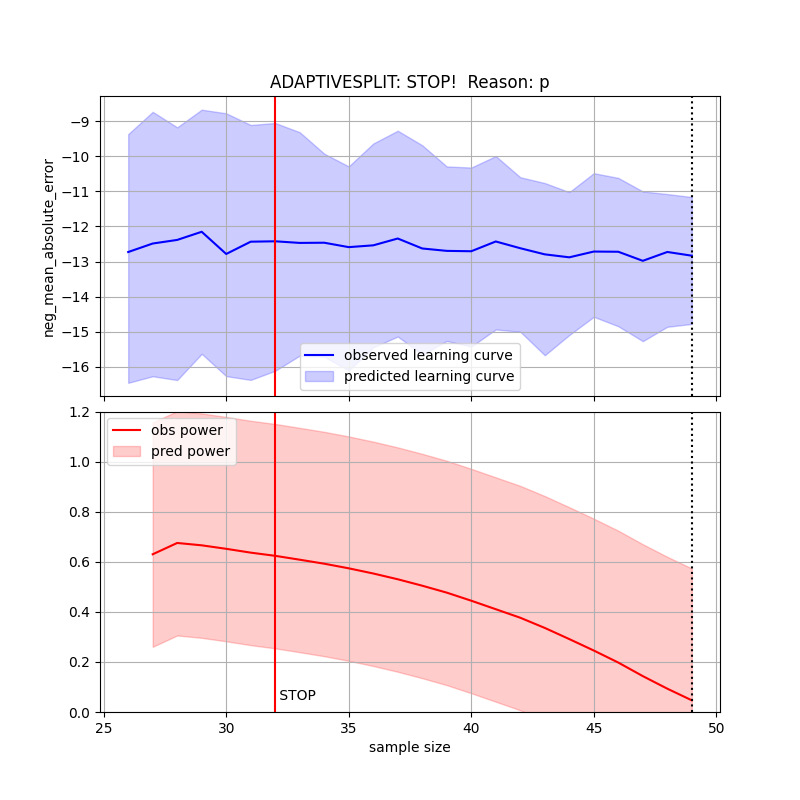 ADAPTIVESPLIT: STOP!  Reason: p
neg_mean_absolute_error
−9
−10
−11
−12
−13
−14
−15
−16
observed learning curve
predicted learning curve
1.2
1.0
0.8
0.6
0.4
0.2
0.0
obs power
pred power
STOP
25 30 35 40 45 50
sample size